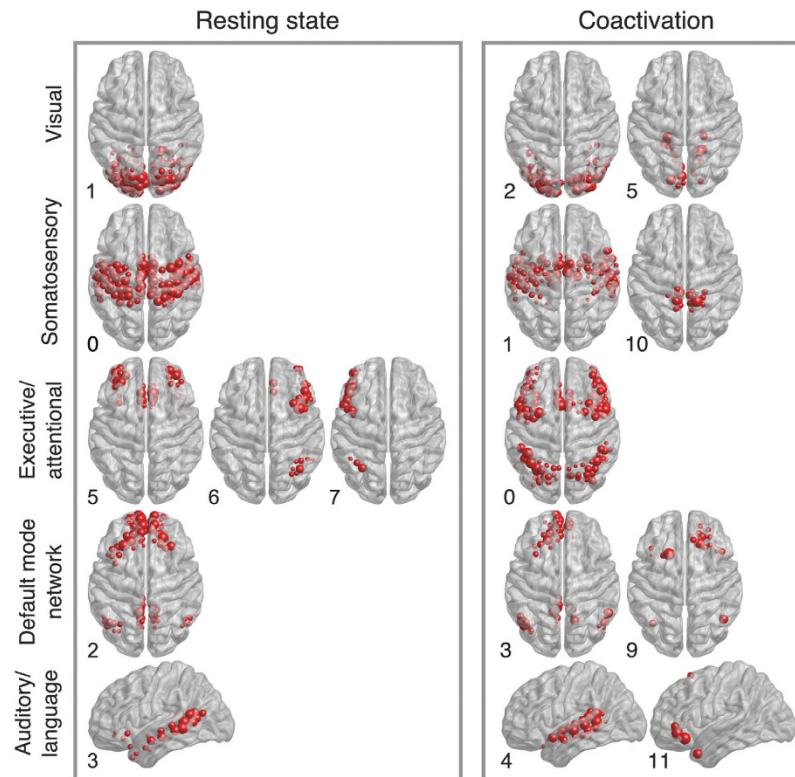 Resting state
Coactivation
Visual
1
2
5
Somatosensory
0
1
10
Executive/
attentional
5
6
7
0
Default mode
network
2
3
9
Auditory/
language
3
4
11